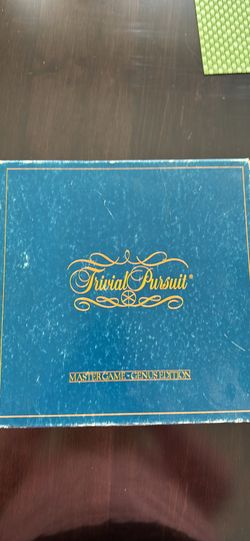 Trivial Pursuit®
MASTER GAME - GENUS EDITION